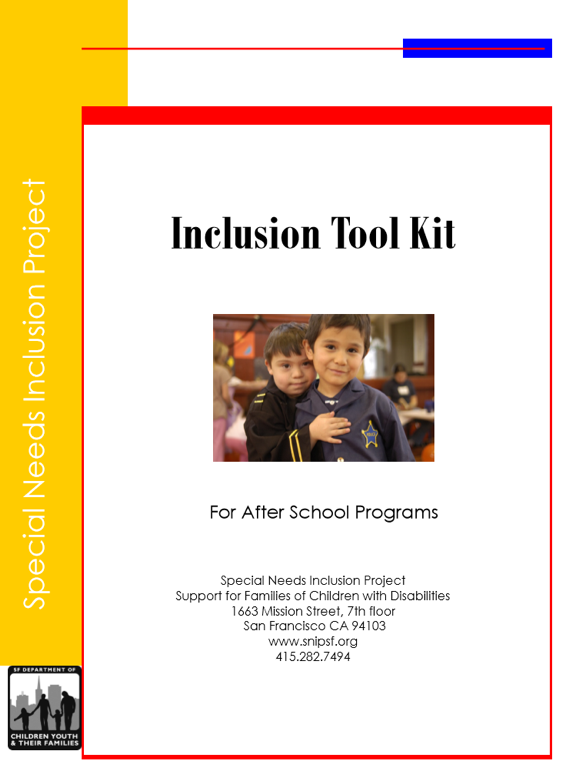 Special Needs Inclusion Project
Inclusion Tool Kit
For After School Programs
Special Needs Inclusion Project
Support for Families of Children with Disabilities
1663 Mission Street, 7th floor
San Francisco CA 94103
www.snipsf.org
415.282.7494
SF DEPARTMENT OF
CHILDREN YOUTH
& THEIR FAMILIES